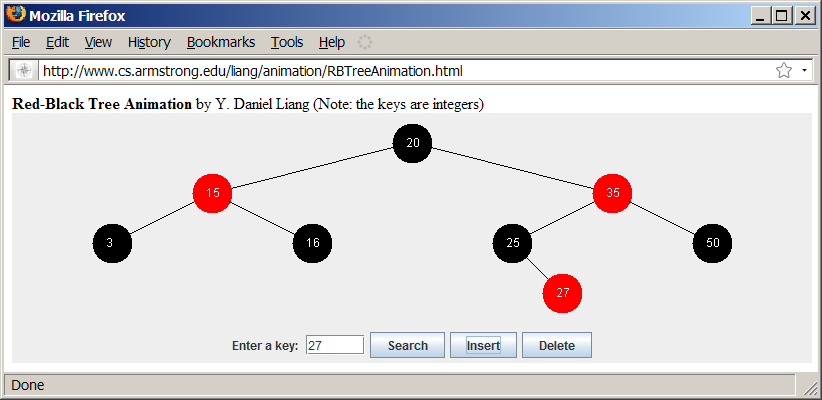 Mozilla Firefox
File Edit View History Bookmarks Tools Help
http://www.cs.armstrong.edu/liang/animation/RBTreeAnimation.html
Red-Black Tree Animation by Y. Daniel Liang (Note: the keys are integers)
20
15 35
3 16 25 50
27
Enter a key: 27 Search Insert Delete
Done